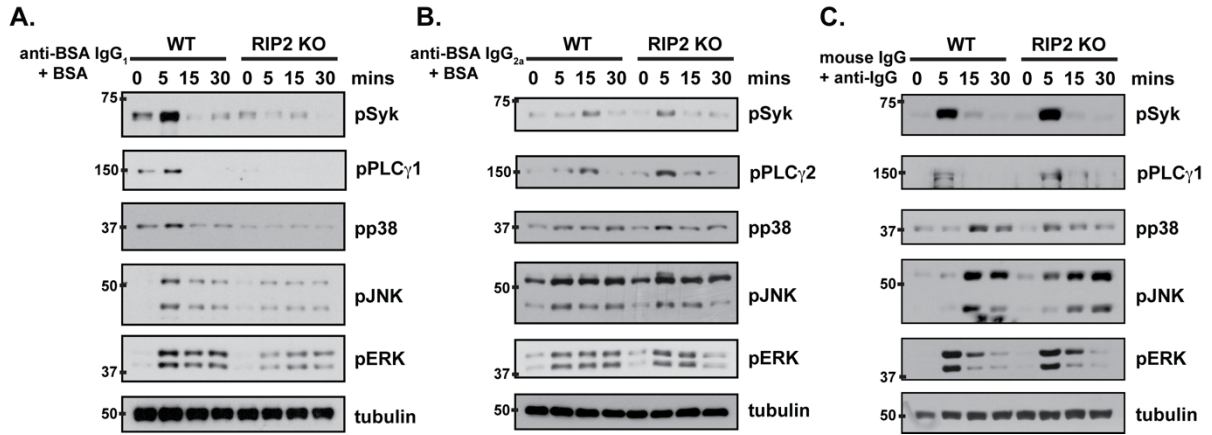 A.
anti-BSA IgG1
+ BSA
WT RIP2 KO
0 5 15 30 0 5 15 30 mins
75
pSyk
150
pPLCγ1
37
pp38
50
pJNK
37
pERK
50
tubulin
B.
anti-BSA IgG2a
+ BSA
WT RIP2 KO
0 5 15 30 0 5 15 30 mins
75
pSyk
150
pPLCγ2
37
pp38
50
pJNK
37
pERK
50
tubulin
C.
mouse IgG
+ anti-IgG
WT RIP2 KO
0 5 15 30 0 5 15 30 mins
75
pSyk
150
pPLCγ1
37
pp38
50
pJNK
37
pERK
50
tubulin